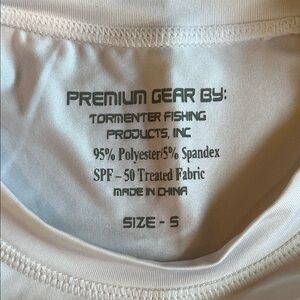 PREMIUM GEAR BY:
TORMENTER FISHING
PRODUCTS, INC
95% Polyester/5% Spandex
SPF – 50 Treated Fabric
MADE IN CHINA
SIZE - S